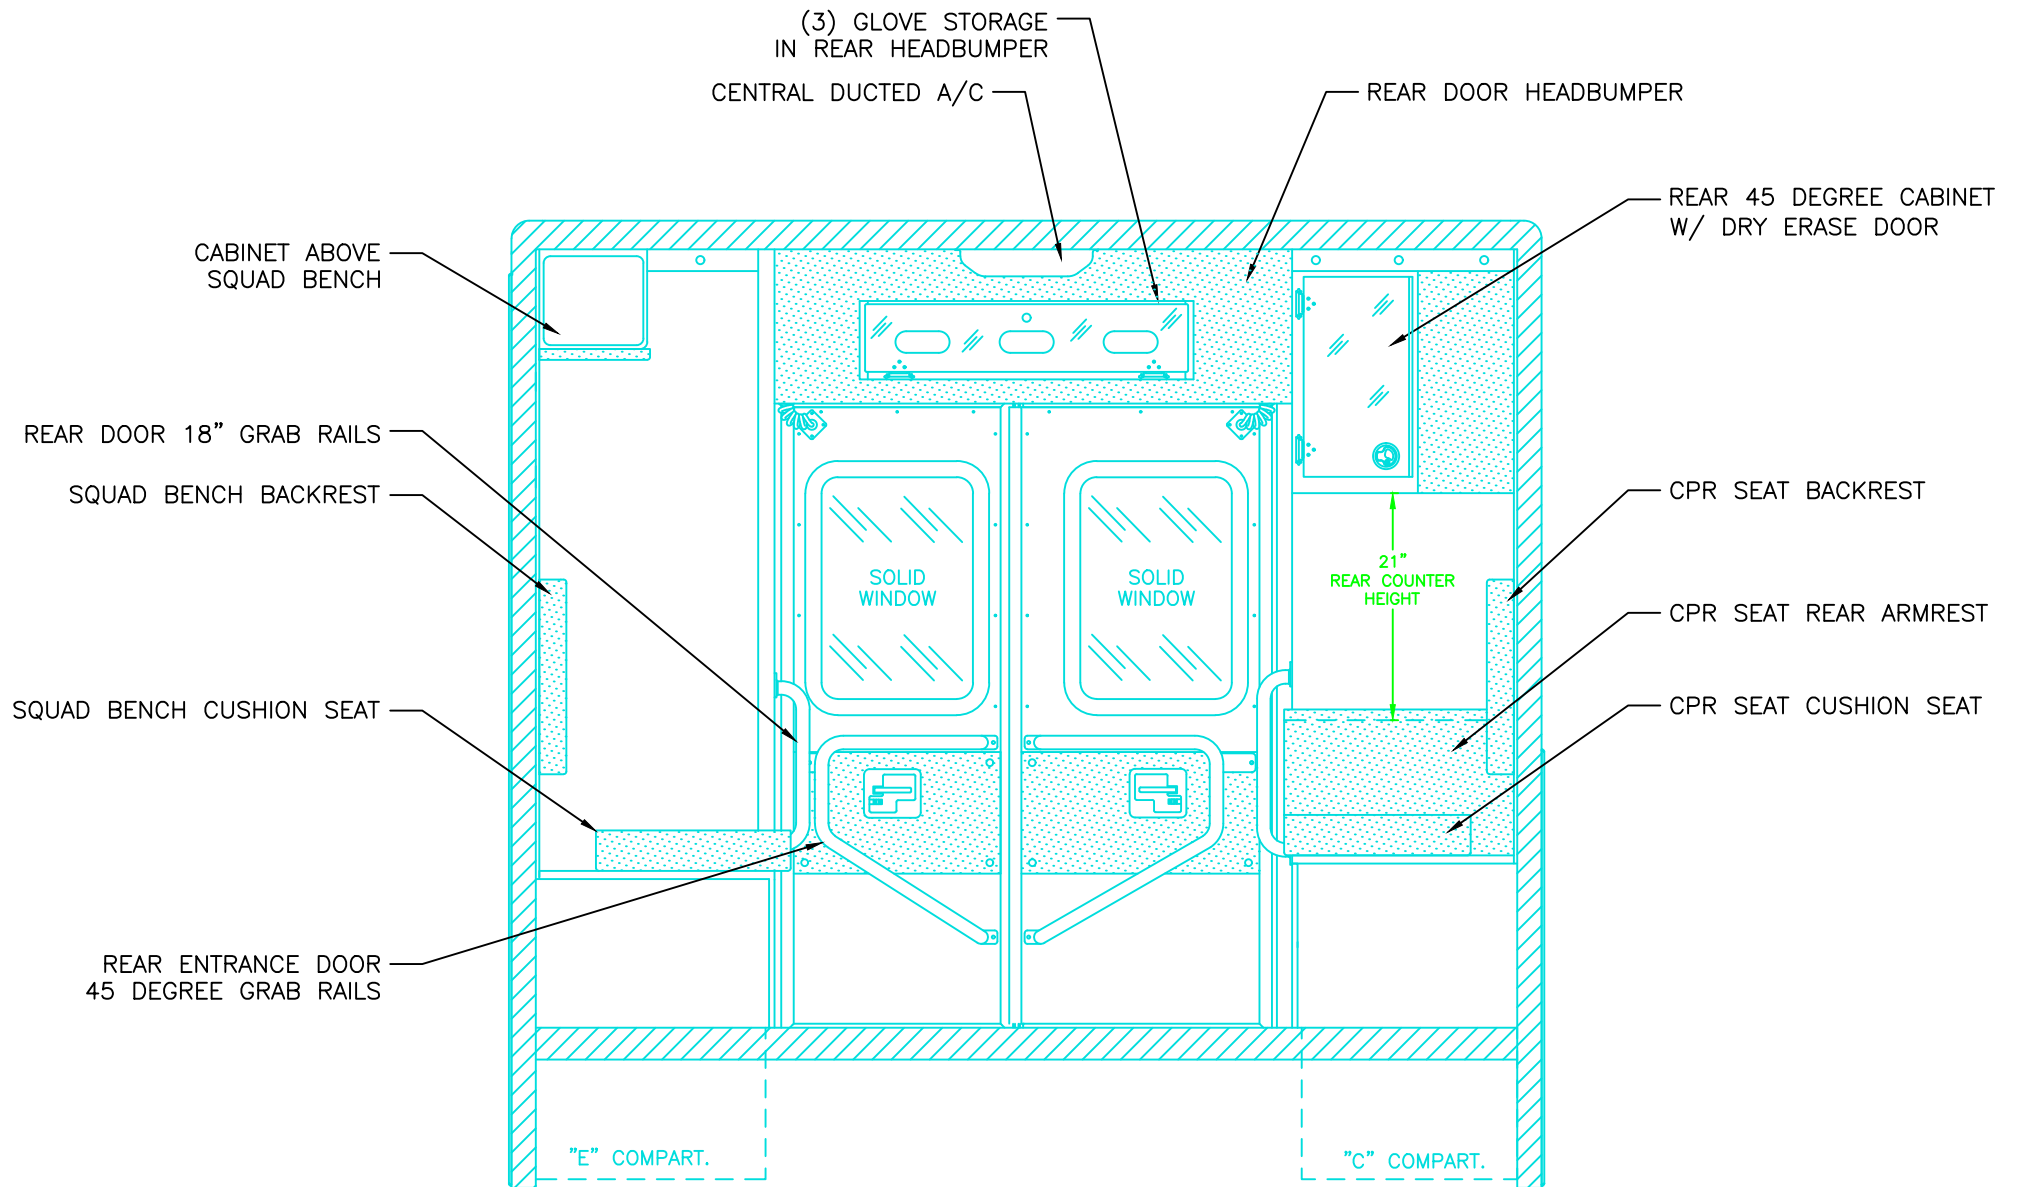 (3) GLOVE STORAGE
IN REAR HEADBUMPER
CENTRAL DUCTED A/C
REAR DOOR HEADBUMPER
REAR 45 DEGREE CABINET
W/ DRY ERASE DOOR
CABINET ABOVE
SQUAD BENCH
REAR DOOR 18" GRAB RAILS
SQUAD BENCH BACKREST
CPR SEAT BACKREST
21"
REAR COUNTER
HEIGHT
SOLID
WINDOW
SOLID
WINDOW
CPR SEAT REAR ARMREST
SQUAD BENCH CUSHION SEAT
CPR SEAT CUSHION SEAT
REAR ENTRANCE DOOR
45 DEGREE GRAB RAILS
"E" COMPART.
"C" COMPART.